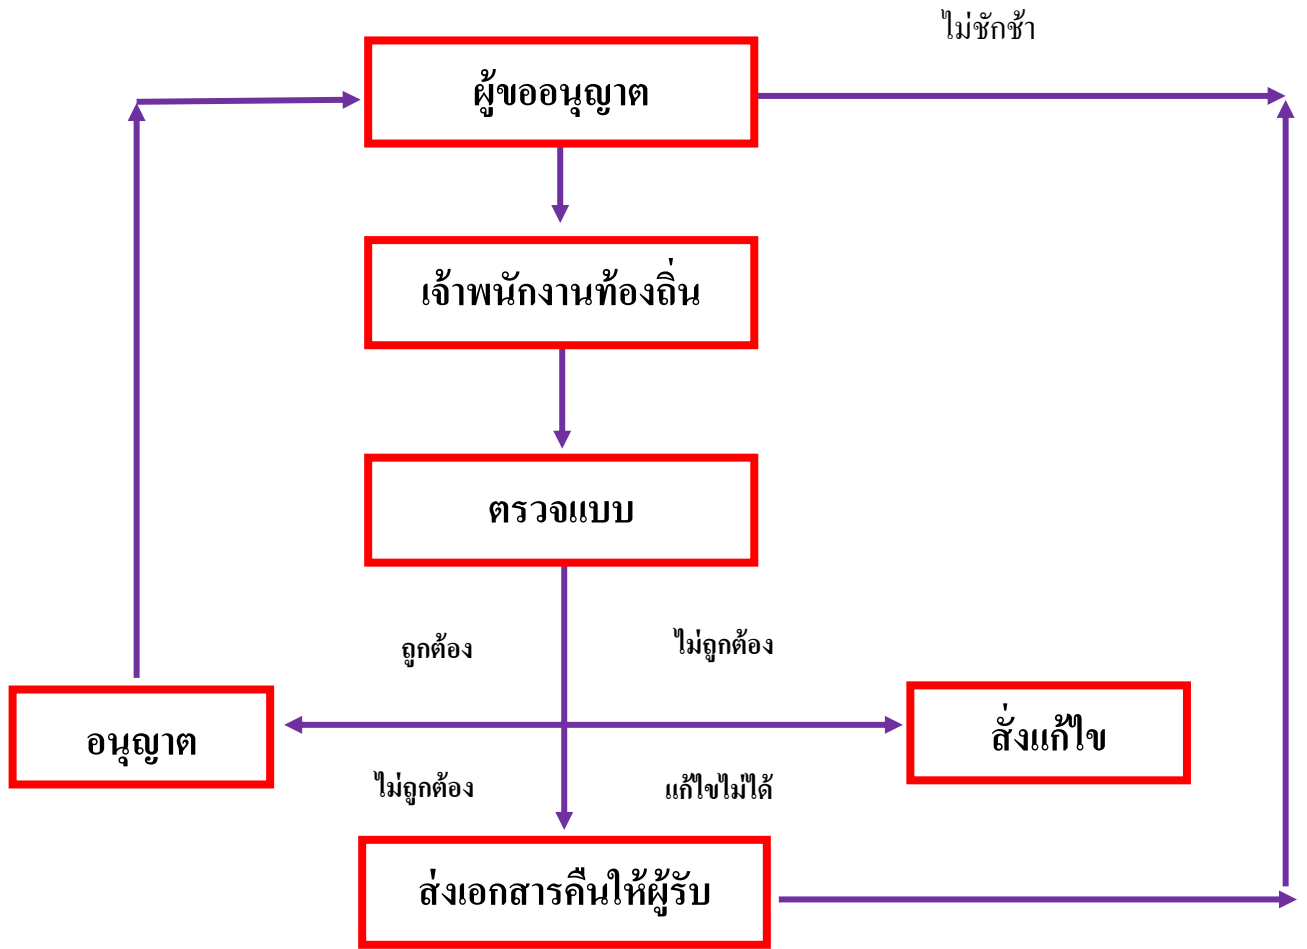 ไม่ชักช้า
ผู้ขออนุญาต
เจ้าพนักงานท้องถิ่น
ตรวจแบบ
ถูกต้อง
ไม่ถูกต้อง
อนุญาต
สั่งแก้ไข
ไม่ถูกต้อง
แก้ไขไม่ได้
ส่งเอกสารคืนให้ผู้รับ